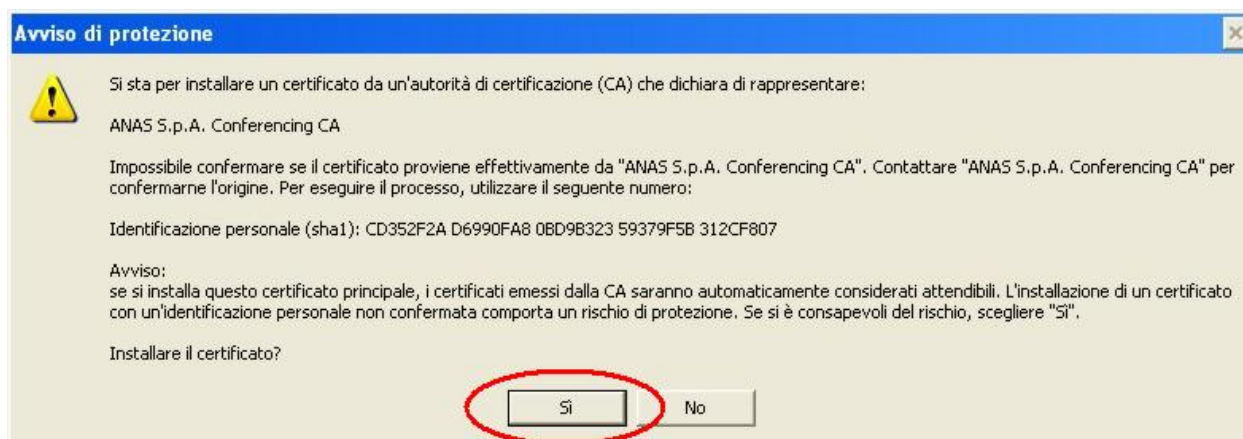 Avviso di protezione
Si sta per installare un certificato da un'autorità di certificazione (CA) che dichiara di rappresentare:
ANAS S.p.A. Conferencing CA
Impossibile confermare se il certificato proviene effettivamente da "ANAS S.p.A. Conferencing CA". Contattare "ANAS S.p.A. Conferencing CA" per
confermarne l'origine. Per eseguire il processo, utilizzare il seguente numero:
Identificazione personale (sha1): CD352F2A D6990FA8 0BD9B323 59379F5B 312CF807
Avviso:
se si installa questo certificato principale, i certificati emessi dalla CA saranno automaticamente considerati attendibili. L'installazione di un certificato
con un'identificazione personale non confermata comporta un rischio di protezione. Se si è consapevoli del rischio, scegliere "Sì".
Installare il certificato?
Sì No